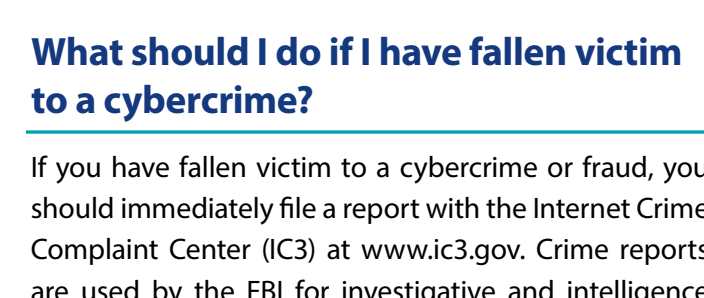 What should I do if I have fallen victim
to a cybercrime?
If you have fallen victim to a cybercrime or fraud, you
should immediately file a report with the Internet Crime
Complaint Center (IC3) at www.ic3.gov. Crime reports
are used by the FBI for investigative and intelligence